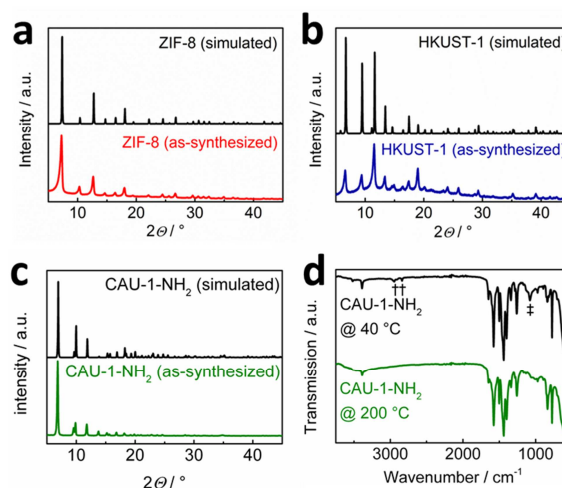 a
ZIF-8 (simulated)
ZIF-8 (as-synthesized)
Intensity / a.u.
10 20 30 40
2Θ / °
b
HKUST-1 (simulated)
HKUST-1 (as-synthesized)
Intensity / a.u.
10 20 30 40
2Θ / °
c
CAU-1-NH₂ (simulated)
CAU-1-NH₂ (as-synthesized)
intensity / a.u.
10 20 30 40
2Θ / °
d
††
‡
CAU-1-NH₂
@ 40 °C
CAU-1-NH₂
@ 200 °C
Transmission / a.u.
3000 2000 1000
Wavenumber / cm⁻¹